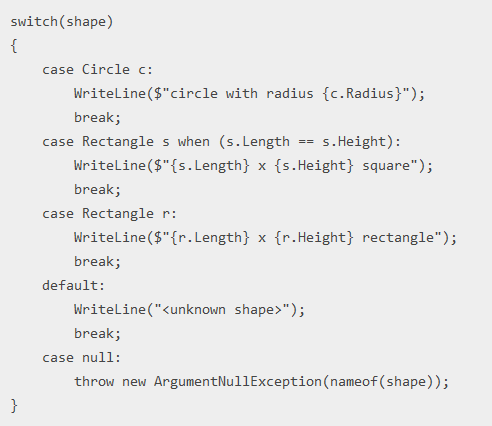 switch(shape)
{
    case Circle c:
        WriteLine($"circle with radius {c.Radius}");
        break;
    case Rectangle s when (s.Length == s.Height):
        WriteLine($"{s.Length} x {s.Height} square");
        break;
    case Rectangle r:
        WriteLine($"{r.Length} x {r.Height} rectangle");
        break;
    default:
        WriteLine("<unknown shape>");
        break;
    case null:
        throw new ArgumentNullException(nameof(shape));
}